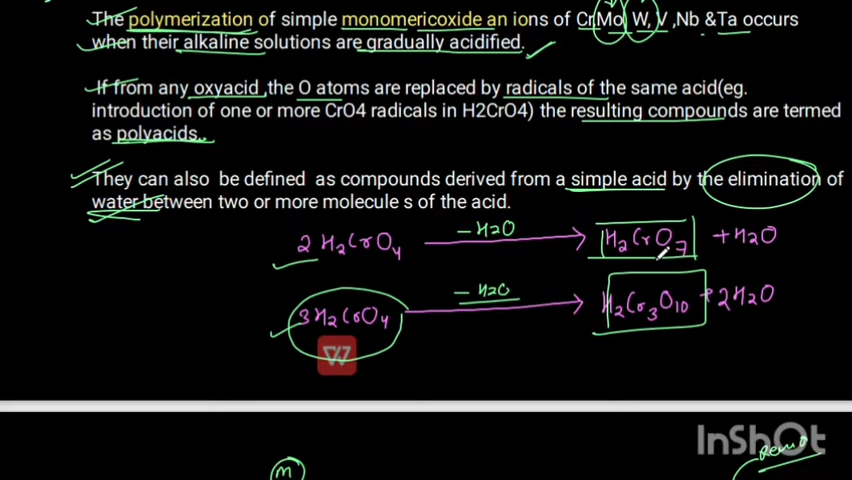 The polymerization of simple monomericoxide an ions of Cr Mo, W, V ,Nb &Ta occurs
when their alkaline solutions are gradually acidified.
If from any oxyacid ,the O atoms are replaced by radicals of the same acid(eg.
introduction of one or more CrO4 radicals in H2CrO4) the resulting compounds are termed
as polyacids..
They can also be defined as compounds derived from a simple acid by the elimination of
water between two or more molecule s of the acid.
2 H2CrO4 -H2O H2CrO7 + H2O
3H2CrO4 -H2O H2Cr3O10 + 2H2O
W
InShOt
m